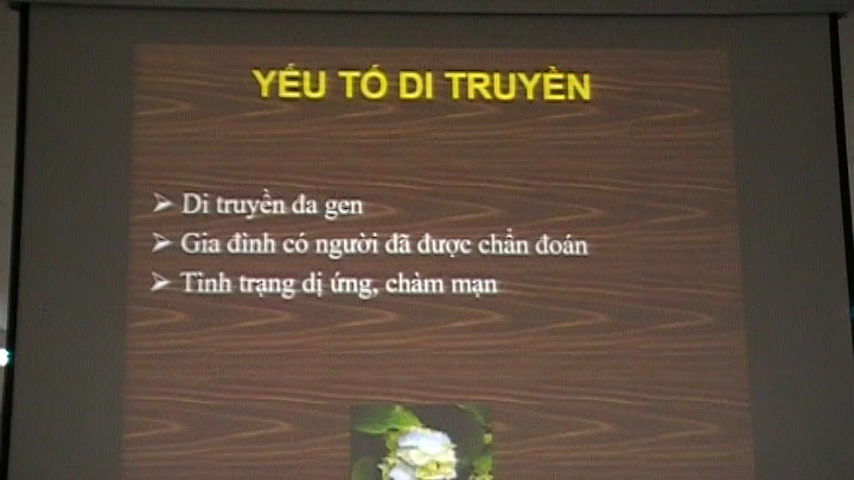 YẾU TỐ DI TRUYỀN
➢ Di truyền đa gen
➢ Gia đình có người đã được chẩn đoán
➢ Tình trạng dị ứng, chàm mạn